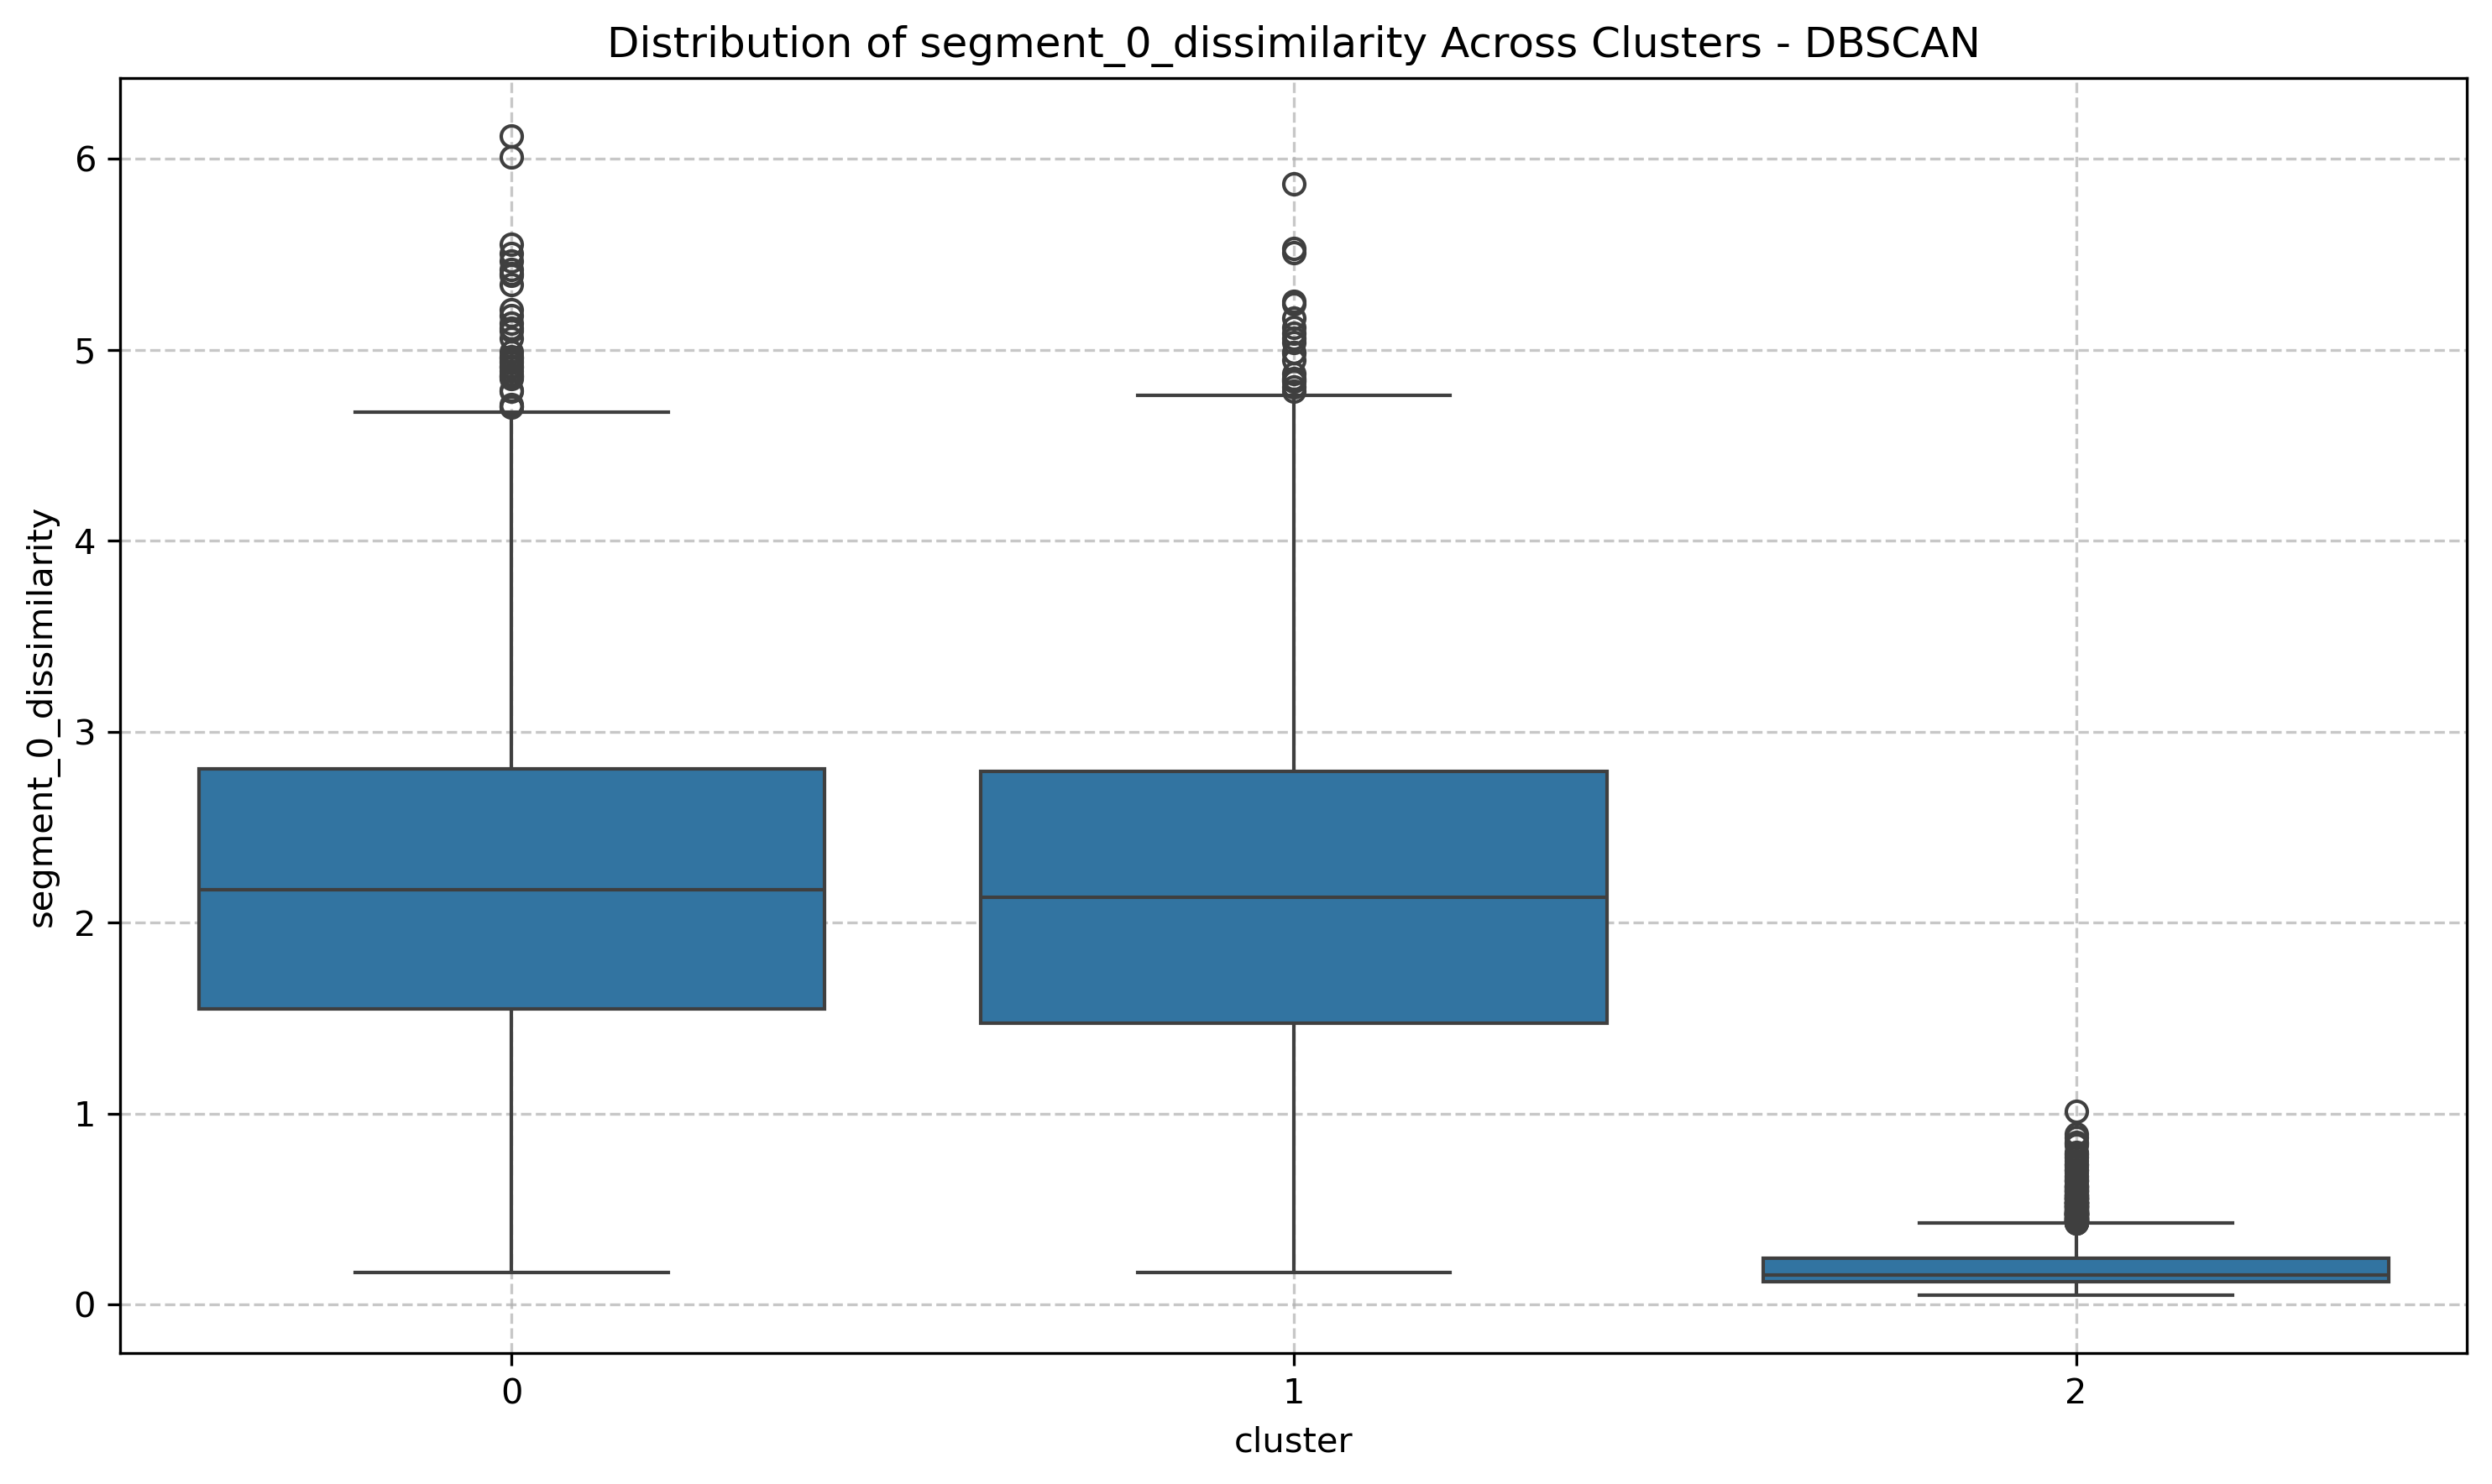 Distribution of segment_0_dissimilarity Across Clusters - DBSCAN
segment_0_dissimilarity
6
5
4
3
2
1
0
0 1 2
cluster